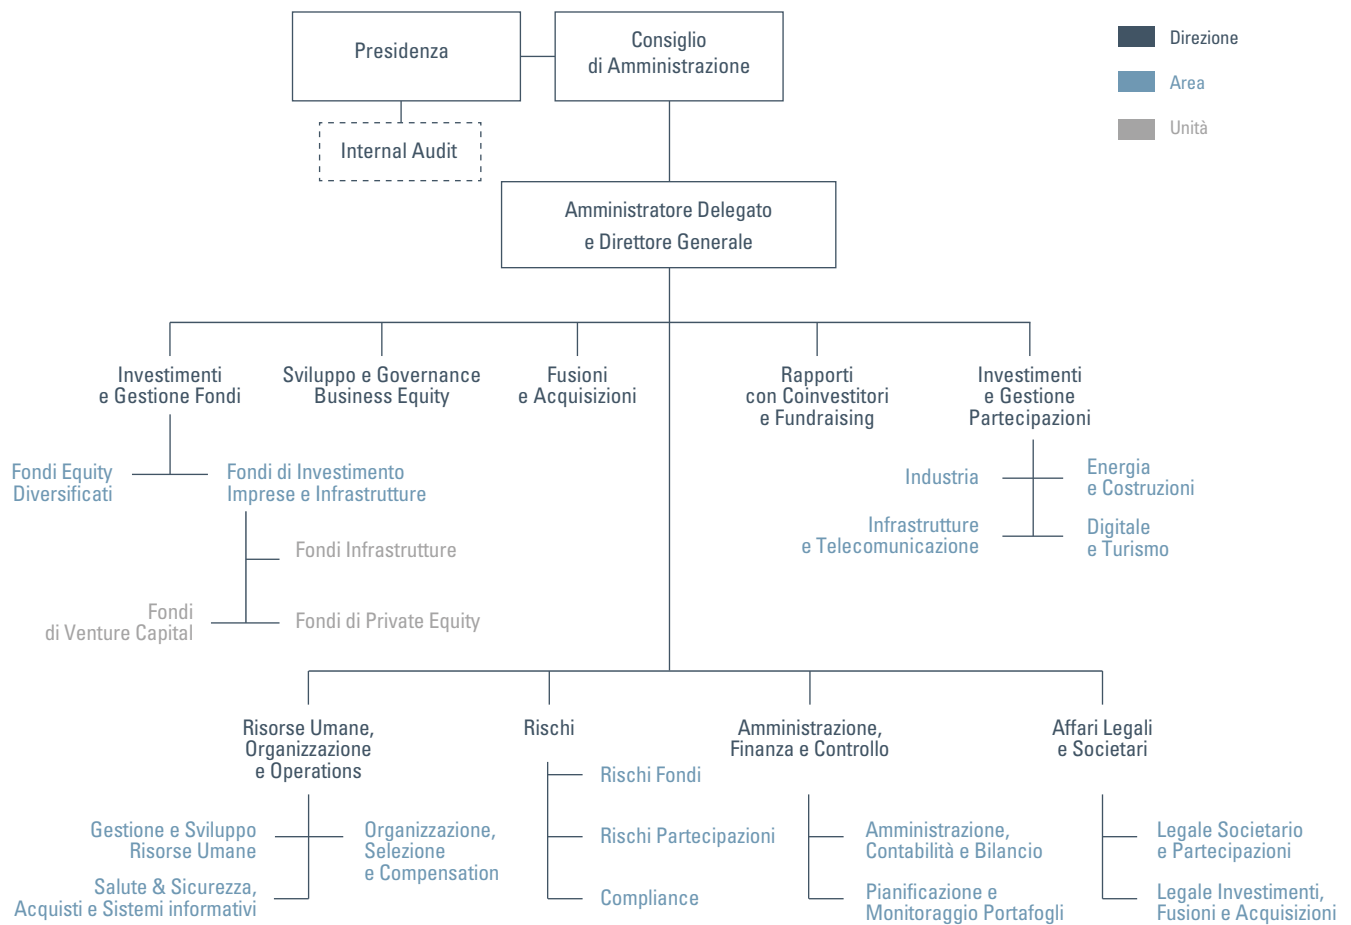 Presidenza
Consiglio
di Amministrazione
Direzione
Area
Unità
Internal Audit
Amministratore Delegato
e Direttore Generale
Investimenti
e Gestione Fondi
Sviluppo e Governance
Business Equity
Fusioni
e Acquisizioni
Rapporti
con Coinvestitori
e Fundraising
Investimenti
e Gestione
Partecipazioni
Fondi Equity
Diversificati
Fondi di Investimento
Imprese e Infrastrutture
Industria
Energia
e Costruzioni
Infrastrutture
e Telecomunicazione
Digitale
e Turismo
Fondi Infrastrutture
Fondi
di Venture Capital
Fondi di Private Equity
Risorse Umane,
Organizzazione
e Operations
Rischi
Amministrazione,
Finanza e Controllo
Affari Legali
e Societari
Gestione e Sviluppo
Risorse Umane
Organizzazione,
Selezione
e Compensation
Salute & Sicurezza,
Acquisti e Sistemi informativi
Rischi Fondi
Rischi Partecipazioni
Compliance
Amministrazione,
Contabilità e Bilancio
Pianificazione e
Monitoraggio Portafogli
Legale Societario
e Partecipazioni
Legale Investimenti,
Fusioni e Acquisizioni